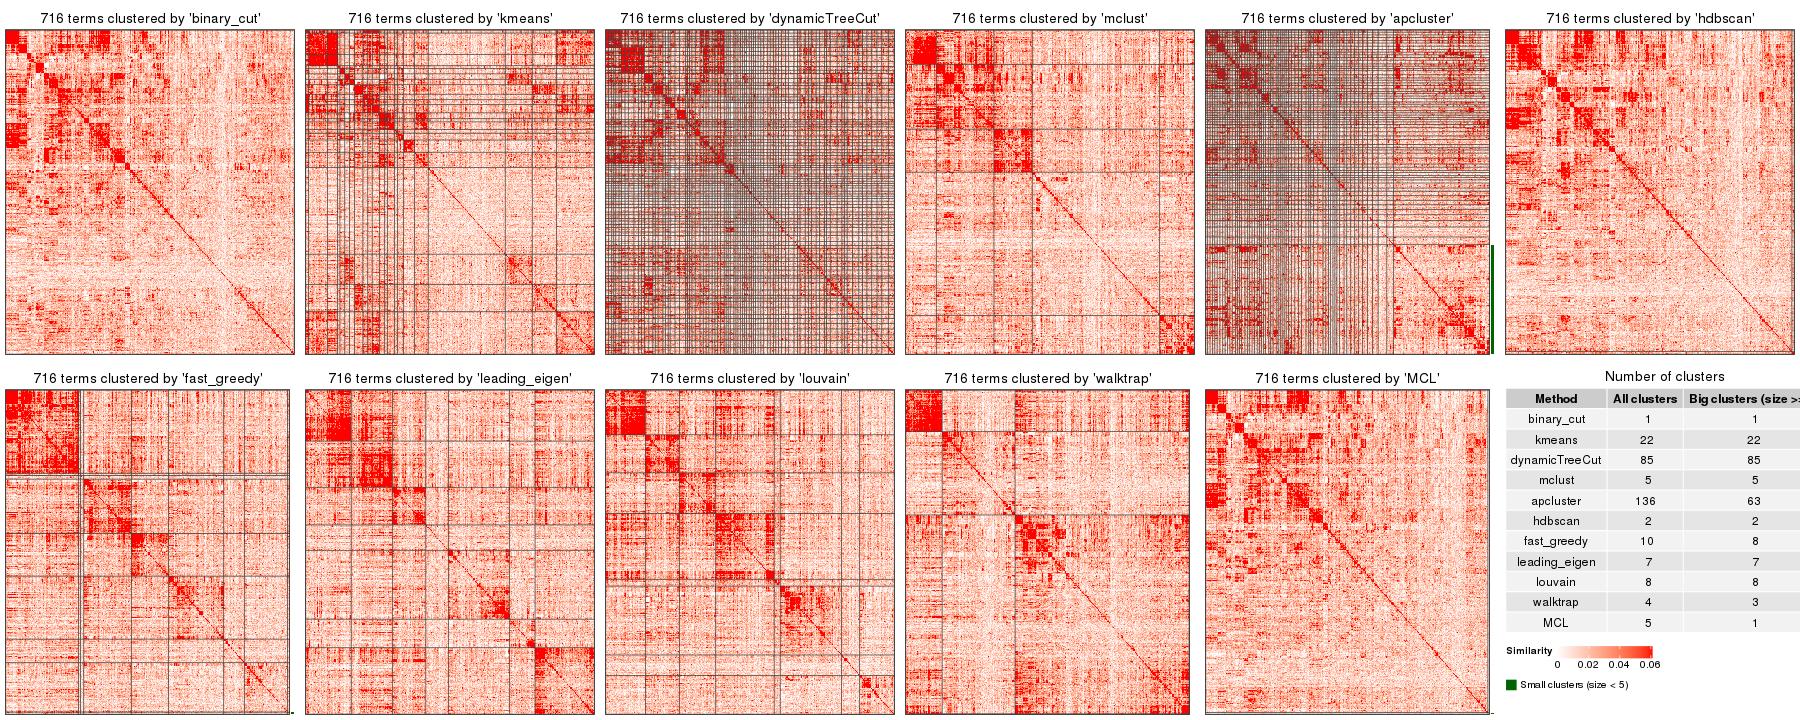 716 terms clustered by 'binary_cut'
716 terms clustered by 'kmeans'
716 terms clustered by 'dynamicTreeCut'
716 terms clustered by 'mclust'
716 terms clustered by 'apcluster'
716 terms clustered by 'hdbscan'
716 terms clustered by 'fast_greedy'
716 terms clustered by 'leading_eigen'
716 terms clustered by 'louvain'
716 terms clustered by 'walktrap'
716 terms clustered by 'MCL'
Number of clusters
Method All clusters Big clusters (size >=
binary_cut 1 1
kmeans 22 22
dynamicTreeCut 85 85
mclust 5 5
apcluster 136 63
hdbscan 2 2
fast_greedy 10 8
leading_eigen 7 7
louvain 8 8
walktrap 4 3
MCL 5 1
Similarity
0 0.02 0.04 0.06
Small clusters (size < 5)